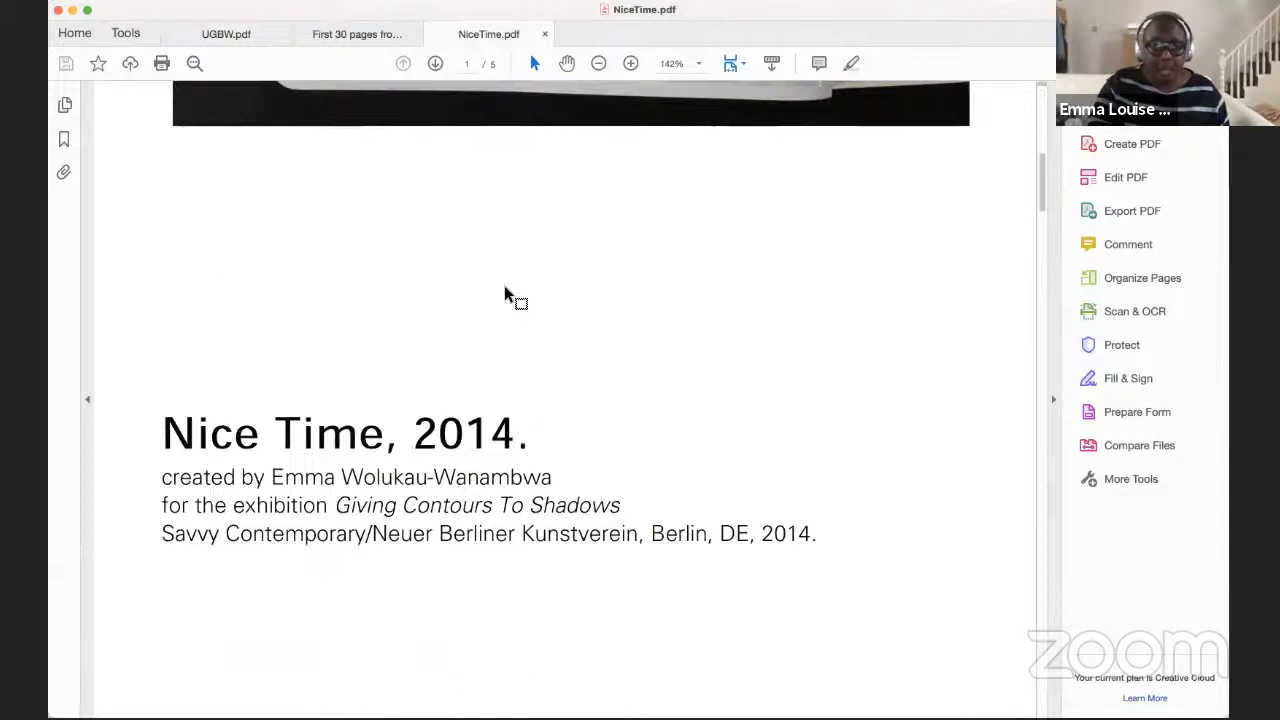 NiceTime.pdf
Home Tools UGBW.pdf First 30 pages fro... NiceTime.pdf ×
1 / 5 142%
Emma Louise ...
Create PDF
Edit PDF
Export PDF
Comment
Organize Pages
Scan & OCR
Protect
Fill & Sign
Prepare Form
Compare Files
More Tools
Nice Time, 2014.
created by Emma Wolukau-Wanambwa
for the exhibition Giving Contours To Shadows
Savvy Contemporary/Neuer Berliner Kunstverein, Berlin, DE, 2014.
zoom
Your current plan is Creative Cloud
Learn More